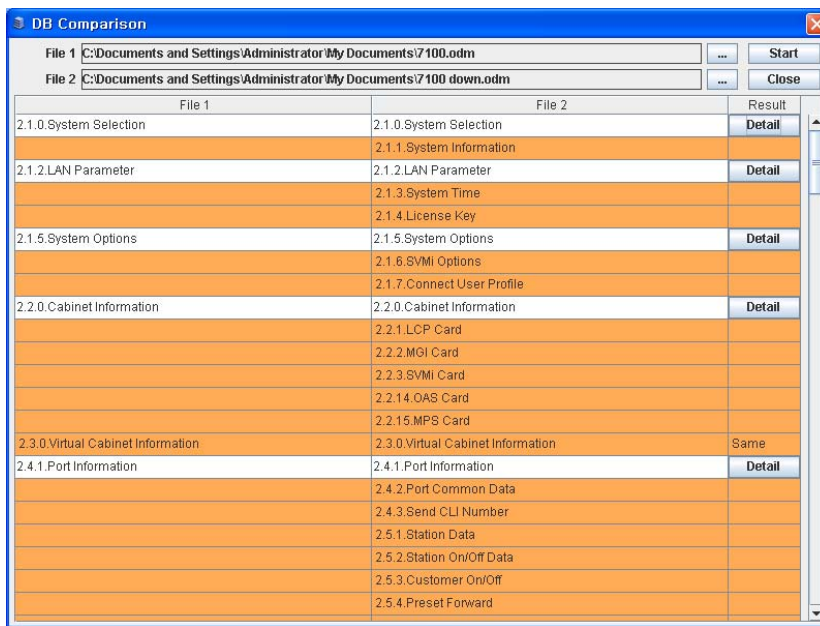 DB Comparison
File 1 C:\Documents and Settings\Administrator\My Documents\7100.odm ... Start
File 2 C:\Documents and Settings\Administrator\My Documents\7100 down.odm ... Close
File 1 File 2 Result
2.1.0.System Selection 2.1.0.System Selection Detail
2.1.1.System Information
2.1.2.LAN Parameter 2.1.2.LAN Parameter Detail
2.1.3.System Time
2.1.4.License Key
2.1.5.System Options 2.1.5.System Options Detail
2.1.6.SVMi Options
2.1.7.Connect User Profile
2.2.0.Cabinet Information 2.2.0.Cabinet Information Detail
2.2.1.LCP Card
2.2.2.MGI Card
2.2.3.SVMi Card
2.2.14.OAS Card
2.2.15.MPS Card
2.3.0.Virtual Cabinet Information 2.3.0.Virtual Cabinet Information Same
2.4.1.Port Information 2.4.1.Port Information Detail
2.4.2.Port Common Data
2.4.3.Send CLI Number
2.5.1.Station Data
2.5.2.Station On/Off Data
2.5.3.Customer On/Off
2.5.4.Preset Forward